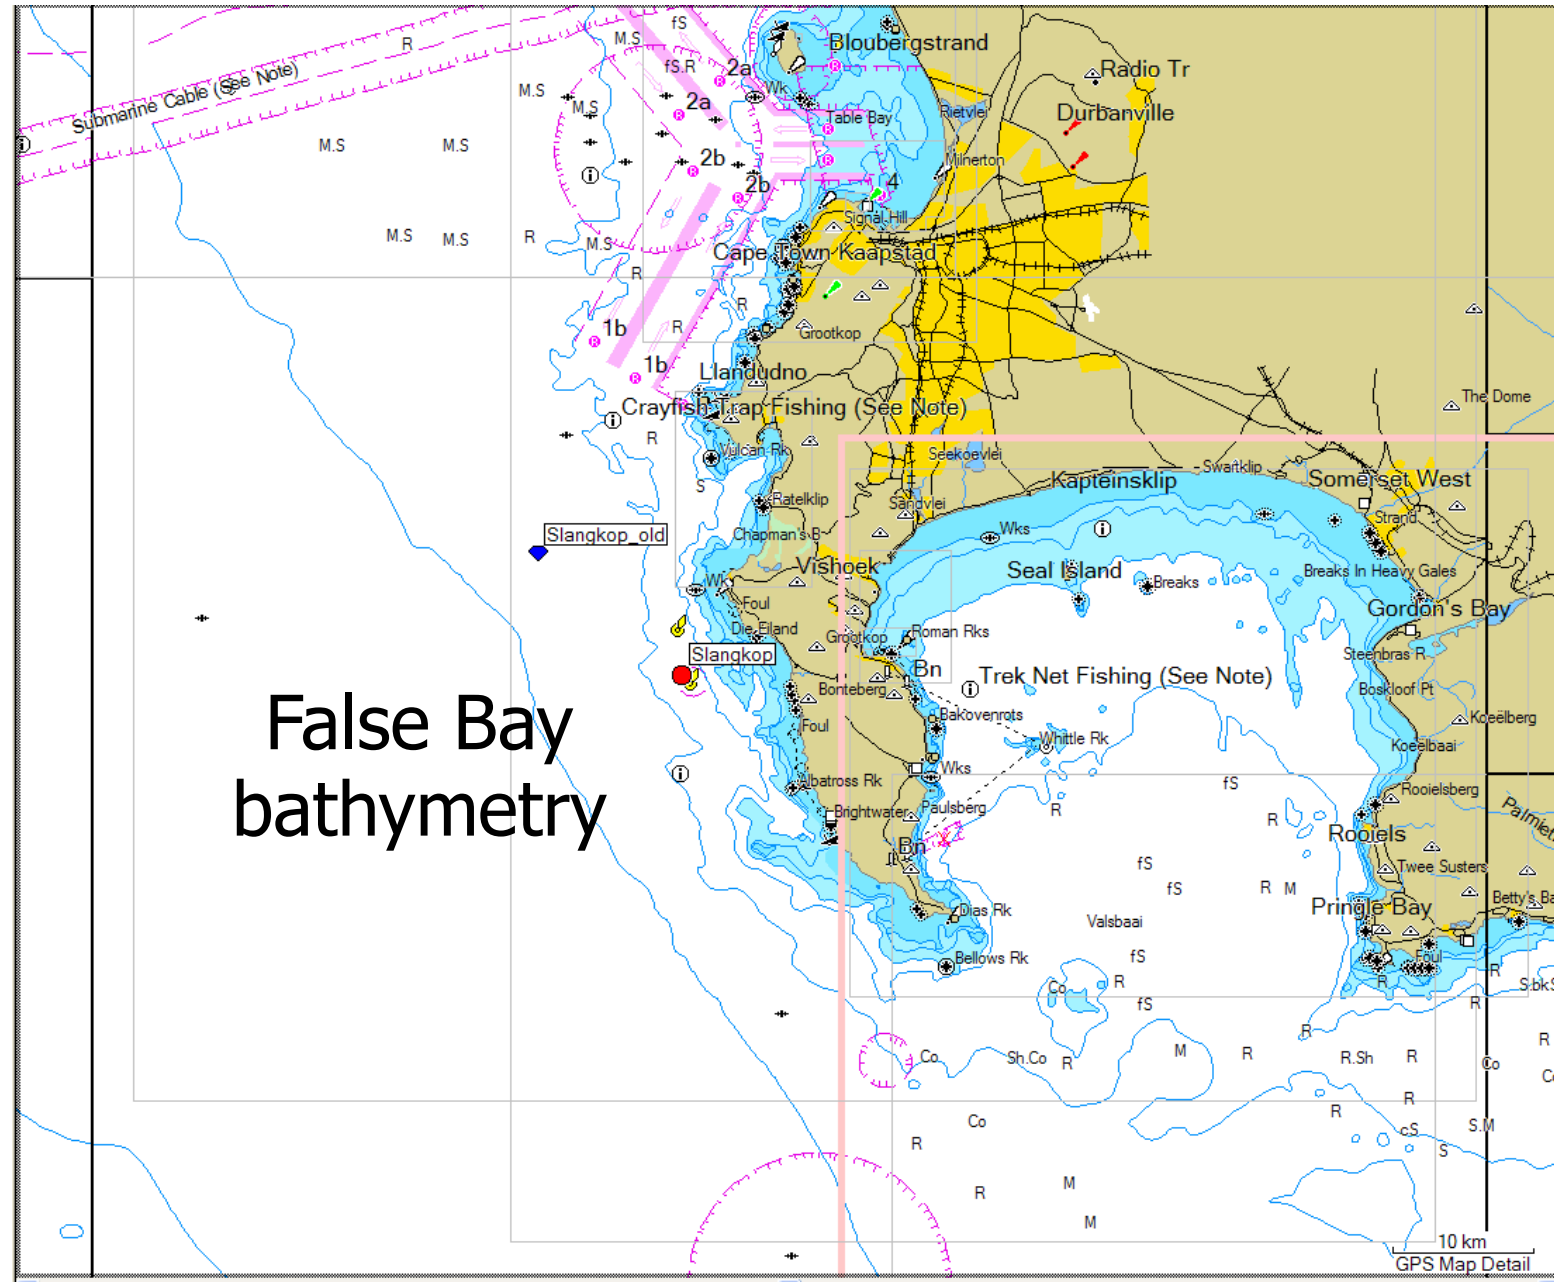 fS
M.S
R
Bloubergstrand
fS.R
2a
Radio Tr
Submarine Cable (See Note)
Wk
M.S
M.S
2a
Table Bay
Rietvlei
Durbanville
M.S
M.S
2b
Milnerton
2b
4
Signal Hill
M.S
M.S
R
M.S
Cape Town Kaapstad
R
R
1b
R
Grootkop
1b
Llandudno
The Dome
Crayfish Trap Fishing (See Note)
R
Vulcan Rk
Seekoevlei
Swartklip
Kapteinsklip
Somerset West
S
Ratelklip
Sandvlei
Strand
Slangkop_old
Chapman's B
Wks
Vishoek
Seal Island
Breaks
Breaks In Heavy Gales
Wk
Foul
Gordon's Bay
Die Eiland
Grootkop
Roman Rks
Slangkop
Steenbras R
Bn
Trek Net Fishing (See Note)
Bonteberg
Boskloof Pt
False Bay
bathymetry
Foul
Bakovenrots
Whittle Rk
Koeëlberg
Koeëlbaai
Albatross Rk
Wks
fS
Rooielsberg
Brightwater
Paulsberg
R
R
Rooiels
Palmiet
Bn
fS
Twee Susters
fS
R
M
Pringle Bay
Betty's Ba
Dias Rk
Valsbaai
Bellows Rk
fS
Foul
R
Co
R
R
S.bkS
fS
R
R
Co
Sh.Co
R
M
R
R.Sh
R
Co
R
Co
R
R
Co
R
cS
S.M
S
R
M
M
10 km
GPS Map Detail